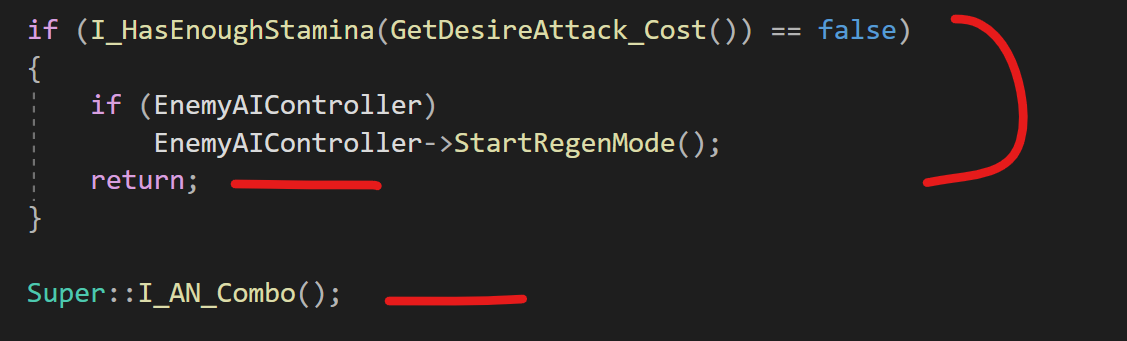 if (I_HasEnoughStamina(GetDesireAttack_Cost()) == false)
{
if (EnemyAIController)
EnemyAIController->StartRegenMode();
return;
}
Super::I_AN_Combo();